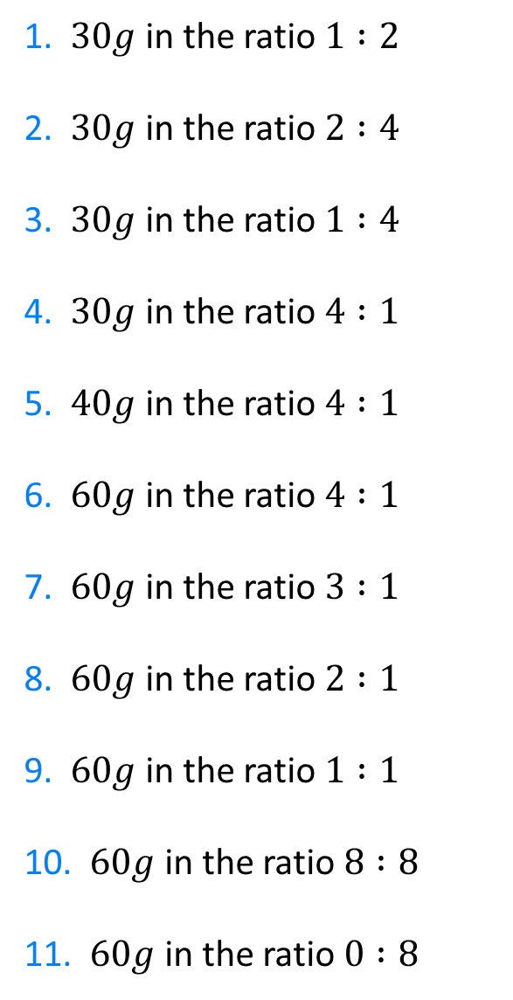 1. 30g in the ratio 1 : 2
2. 30g in the ratio 2 : 4
3. 30g in the ratio 1 : 4
4. 30g in the ratio 4 : 1
5. 40g in the ratio 4 : 1
6. 60g in the ratio 4 : 1
7. 60g in the ratio 3 : 1
8. 60g in the ratio 2 : 1
9. 60g in the ratio 1 : 1
10. 60g in the ratio 8 : 8
11. 60g in the ratio 0 : 8